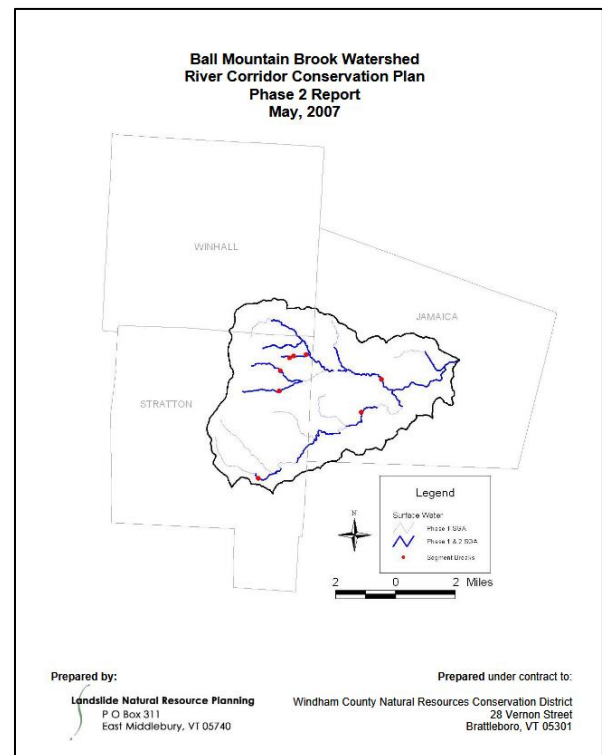 Ball Mountain Brook Watershed
River Corridor Conservation Plan
Phase 2 Report
May, 2007
WINHALL
JAMAICA
STRATTON
Legend
Surface Water
Phase 1 SGA
Phase 1 & 2 SGA
Segment Breaks
N
2 0 2 Miles
Prepared by:
Landslide Natural Resource Planning
P O Box 311
East Middlebury, VT 05740
Prepared under contract to:
Windham County Natural Resources Conservation District
28 Vernon Street
Brattleboro, VT 05301